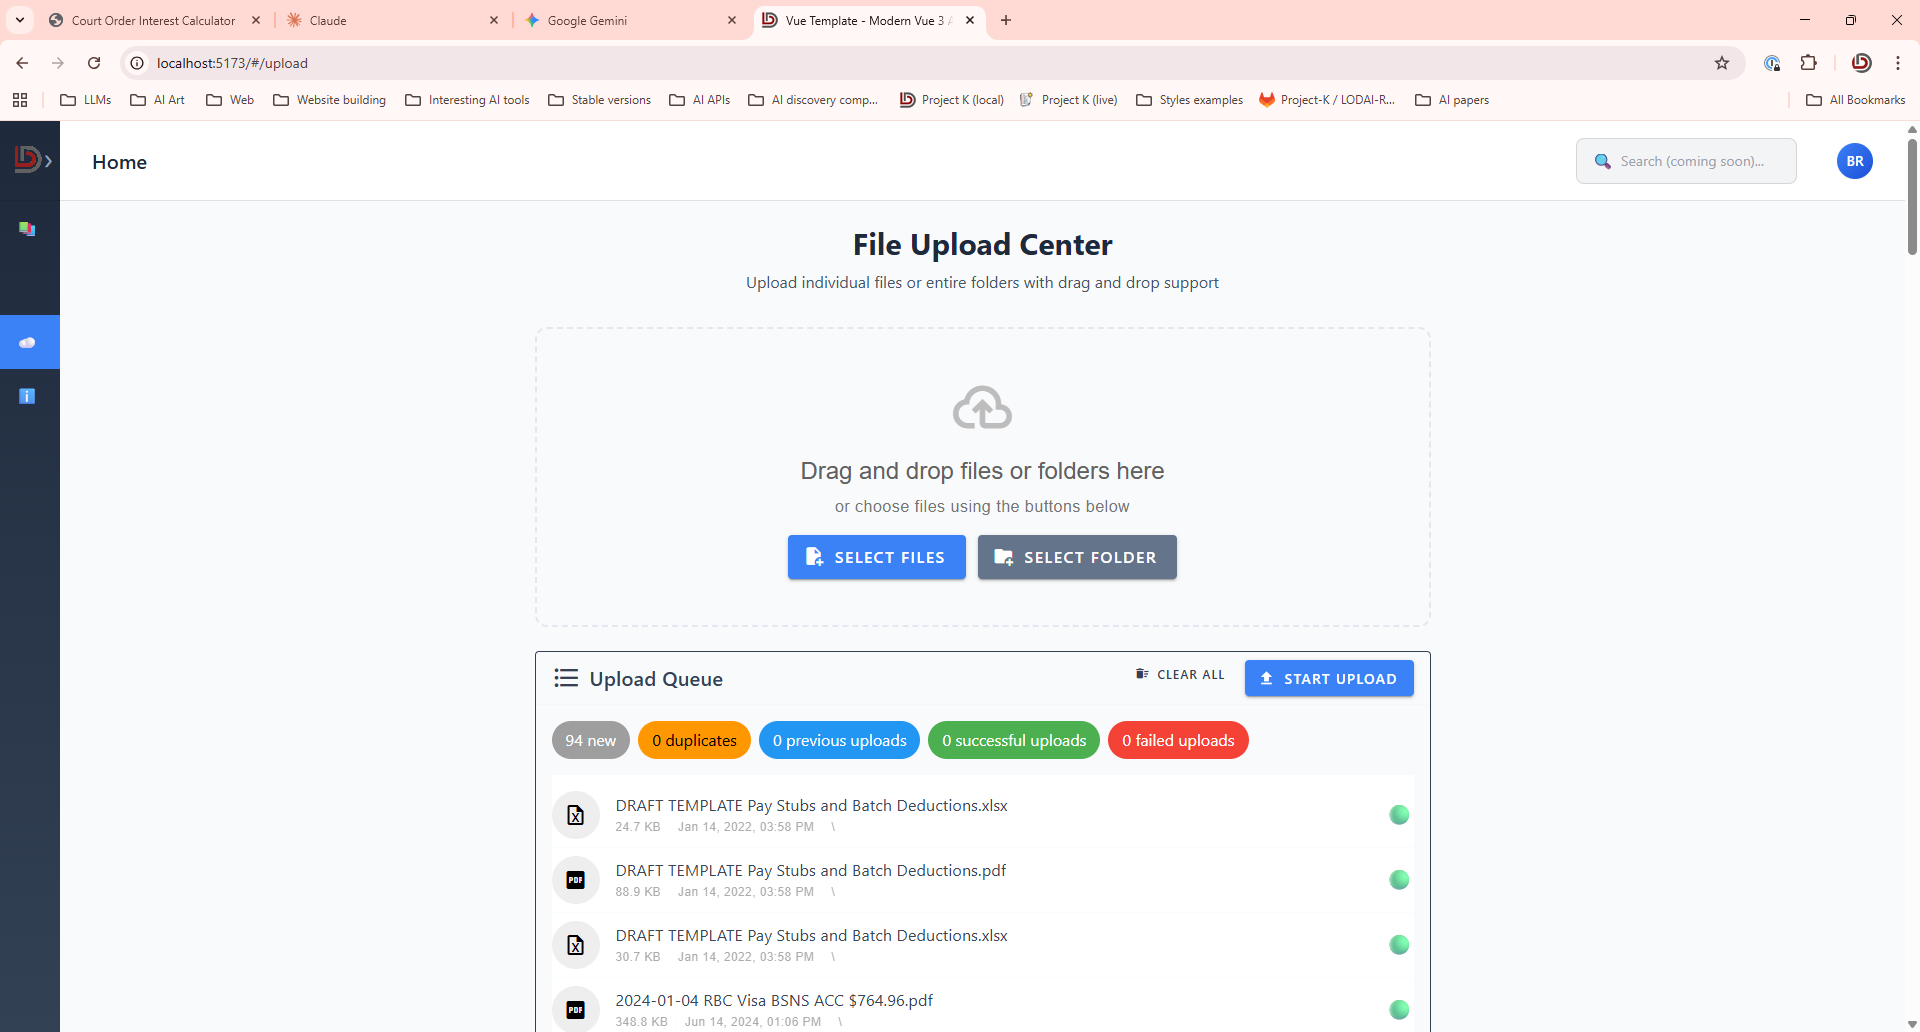 Court Order Interest Calculator
Claude
Google Gemini
Vue Template - Modern Vue 3 A
localhost:5173/#/upload
LLMs
AI Art
Web
Website building
Interesting AI tools
Stable versions
AI APIs
AI discovery comp...
Project K (local)
Project K (live)
Styles examples
Project-K / LODAI-R...
AI papers
All Bookmarks
Home
Search (coming soon)...
BR
File Upload Center
Upload individual files or entire folders with drag and drop support
Drag and drop files or folders here
or choose files using the buttons below
SELECT FILES
SELECT FOLDER
Upload Queue
CLEAR ALL
START UPLOAD
94 new
0 duplicates
0 previous uploads
0 successful uploads
0 failed uploads
DRAFT TEMPLATE Pay Stubs and Batch Deductions.xlsx
24.7 KB Jan 14, 2022, 03:58 PM \
PDF
DRAFT TEMPLATE Pay Stubs and Batch Deductions.pdf
88.9 KB Jan 14, 2022, 03:58 PM \
DRAFT TEMPLATE Pay Stubs and Batch Deductions.xlsx
30.7 KB Jan 14, 2022, 03:58 PM \
PDF
2024-01-04 RBC Visa BSNS ACC $764.96.pdf
348.8 KB Jun 14, 2024, 01:06 PM \